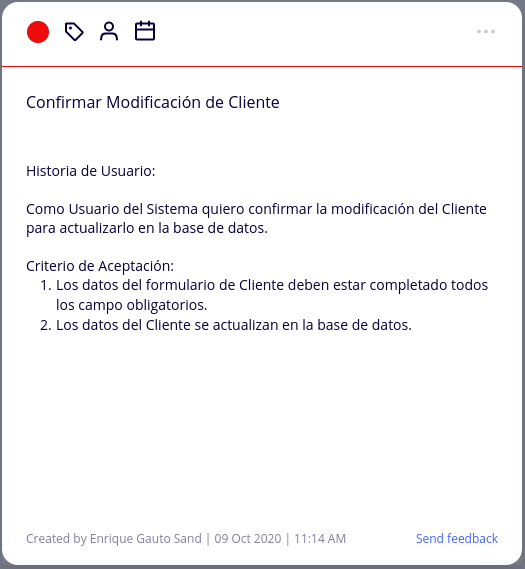 Confirmar Modificación de Cliente
Historia de Usuario:
Como Usuario del Sistema quiero confirmar la modificación del Cliente
para actualizarlo en la base de datos.
Criterio de Aceptación:
1. Los datos del formulario de Cliente deben estar completado todos
los campo obligatorios.
2. Los datos del Cliente se actualizan en la base de datos.
Created by Enrique Gauto Sand | 09 Oct 2020 | 11:14 AM Send feedback